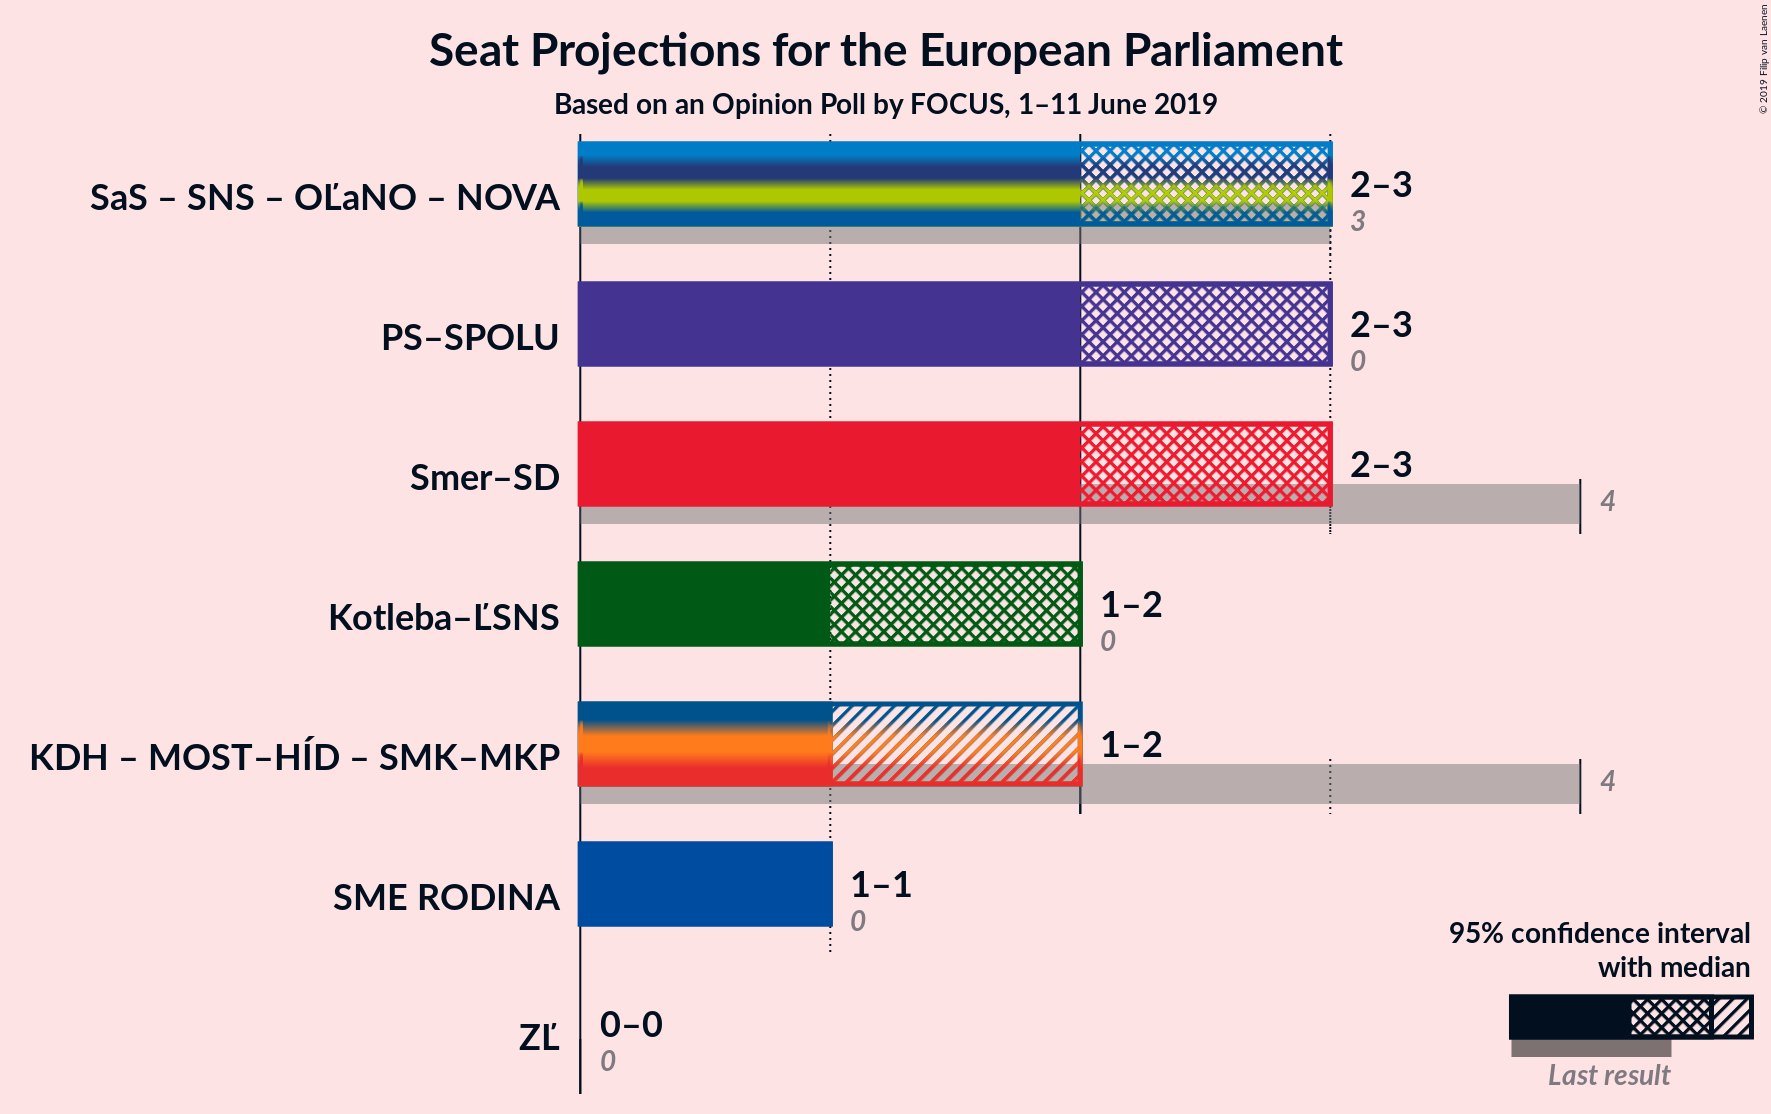 Seat Projections for the European Parliament
Based on an Opinion Poll by FOCUS, 1–11 June 2019
© 2019 Filip van Laenen
SaS – SNS – OĽaNO – NOVA
2–3
3
PS–SPOLU
2–3
0
Smer–SD
2–3
4
Kotleba–ĽSNS
1–2
0
KDH – MOST–HÍD – SMK–MKP
1–2
4
SME RODINA
1–1
0
ZĽ
0–0
0
95% confidence interval
with median
Last result